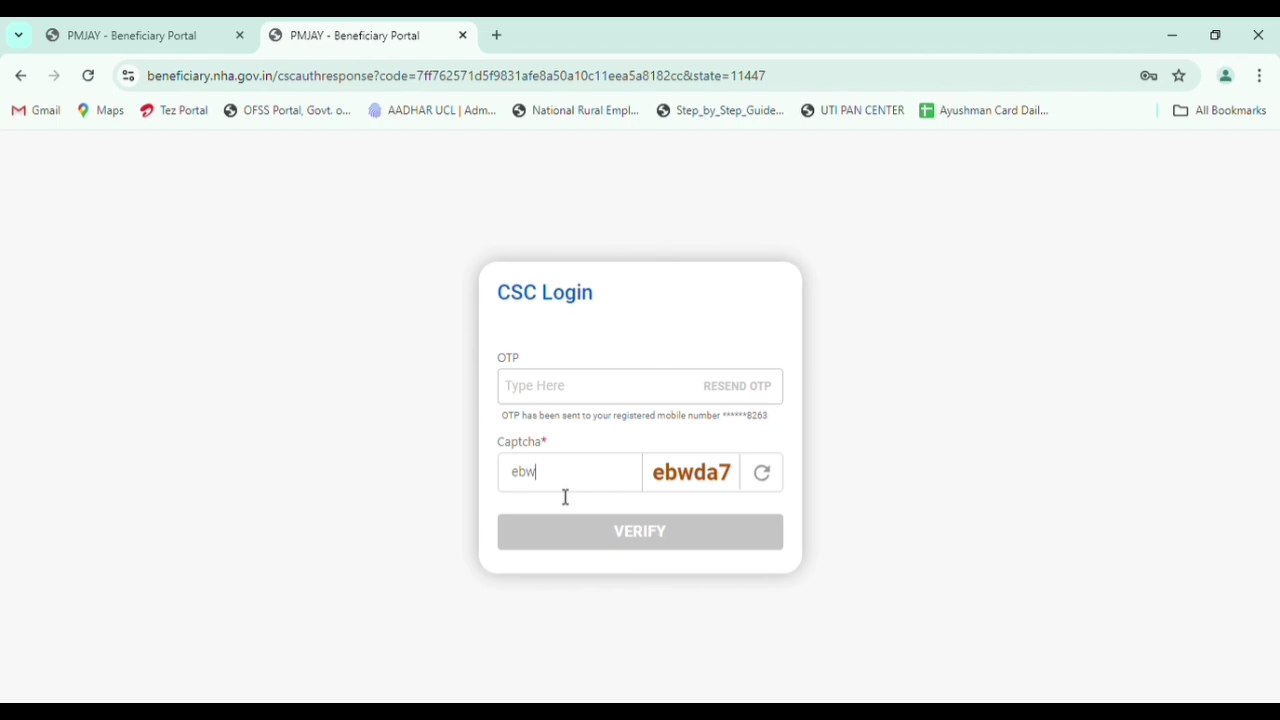 PMJAY - Beneficiary Portal
PMJAY - Beneficiary Portal
beneficiary.nha.gov.in/cscauthresponse?code=7ff762571d5f9831afe8a50a10c11eea5a8182cc&state=11447
Gmail Maps Tez Portal OFSS Portal, Govt. o... AADHAR UCL | Adm... National Rural Empl... Step_by_Step_Guide... UTI PAN CENTER Ayushman Card Dail... All Bookmarks
CSC Login
OTP
Type Here RESEND OTP
OTP has been sent to your registered mobile number ******8263
Captcha*
ebw ebwda7
VERIFY